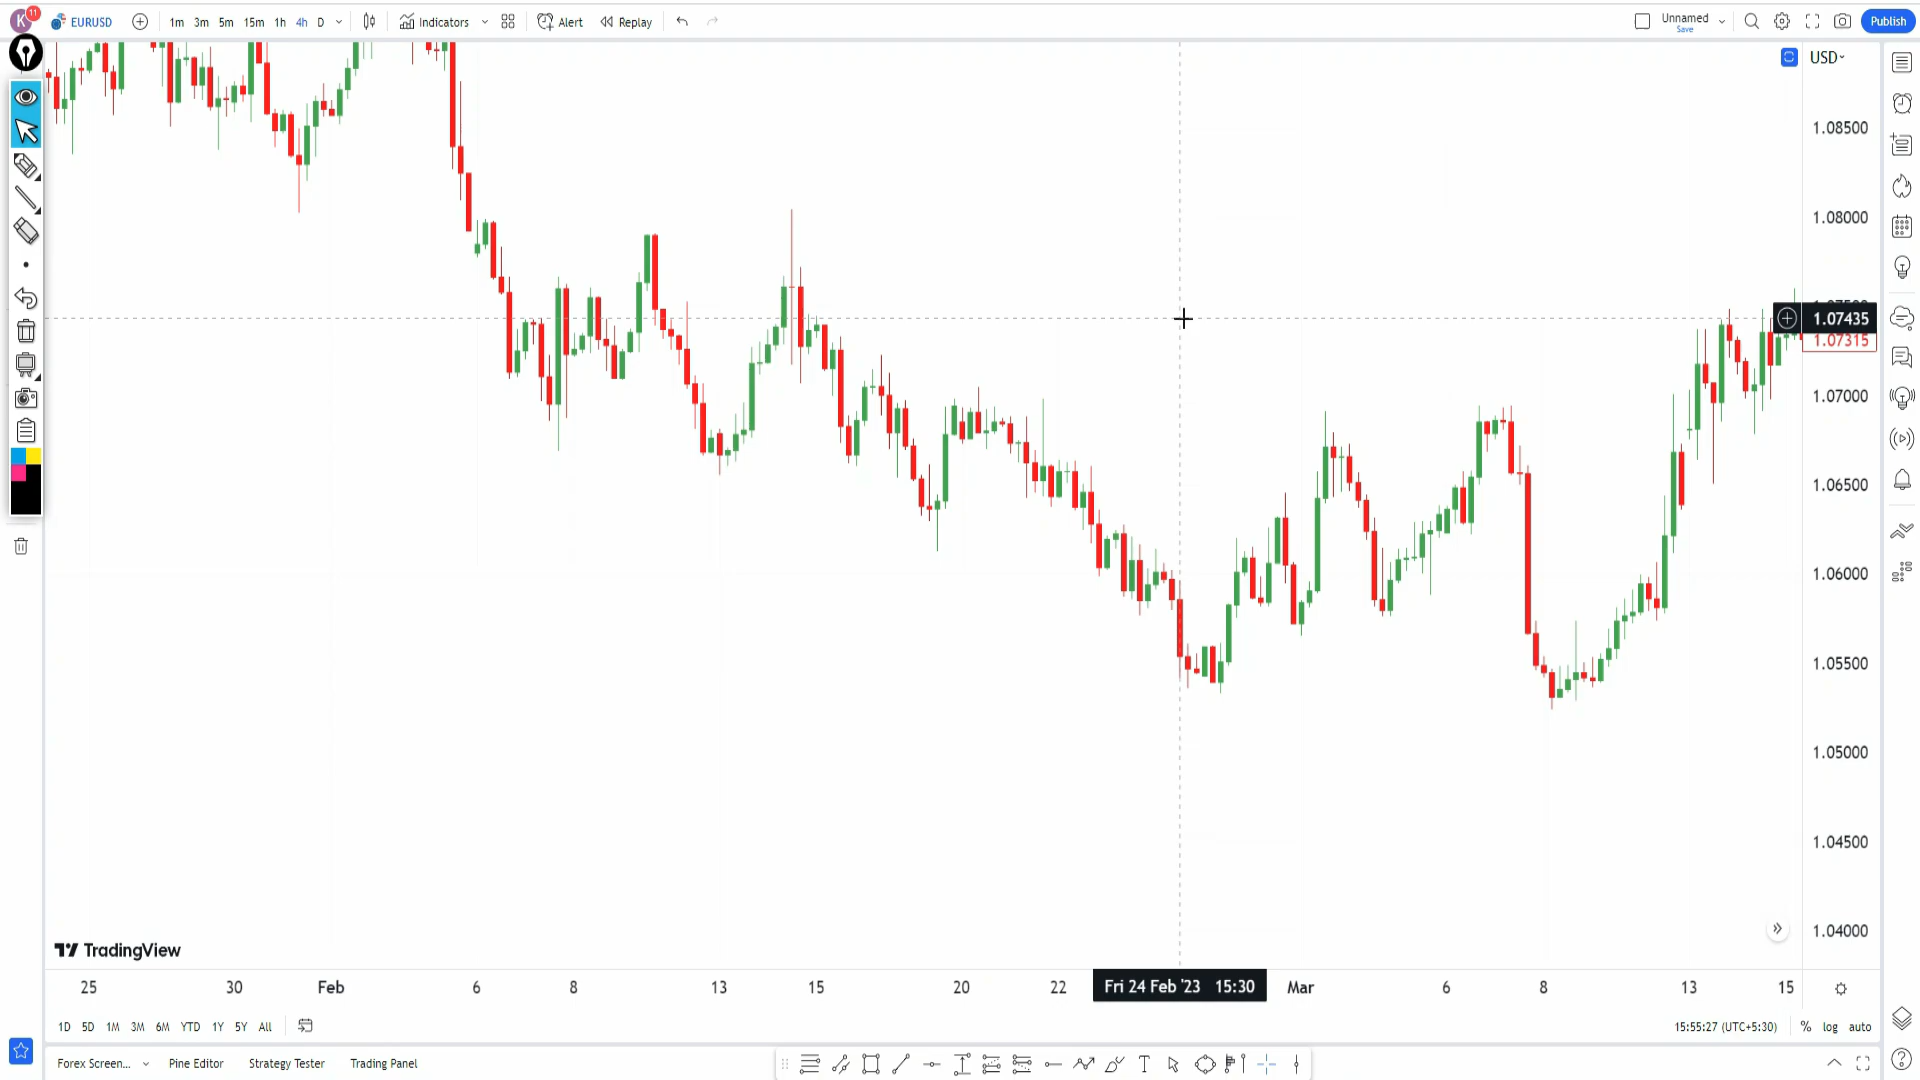 K 11 EURUSD 1m 3m 5m 15m 1h 4h D Indicators Alert Replay Unnamed Save Publish
USD
1.08500
1.08000
1.07435
1.07315
1.07000
1.06500
1.06000
1.05500
1.05000
1.04500
1.04000
TradingView
25 30 Feb 6 8 13 15 20 22 Fri 24 Feb '23 15:30 Mar 6 8 13 15
1D 5D 1M 3M 6M YTD 1Y 5Y All 15:55:27 (UTC+5:30) % log auto
Forex Screen... Pine Editor Strategy Tester Trading Panel